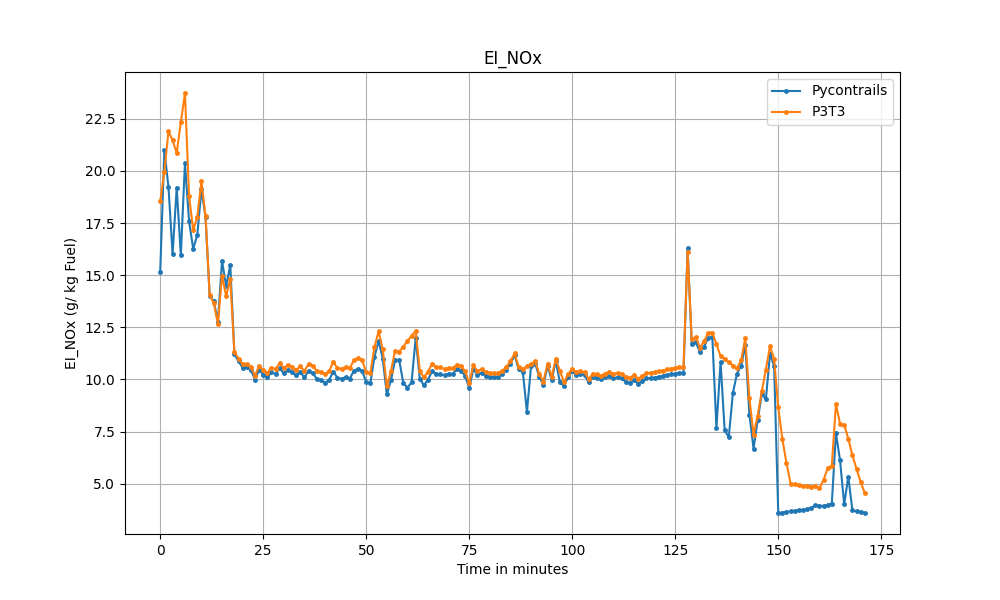 EI_NOx
Pycontrails
P3T3
EI_NOx (g/ kg Fuel)
22.5
20.0
17.5
15.0
12.5
10.0
7.5
5.0
0 25 50 75 100 125 150 175
Time in minutes